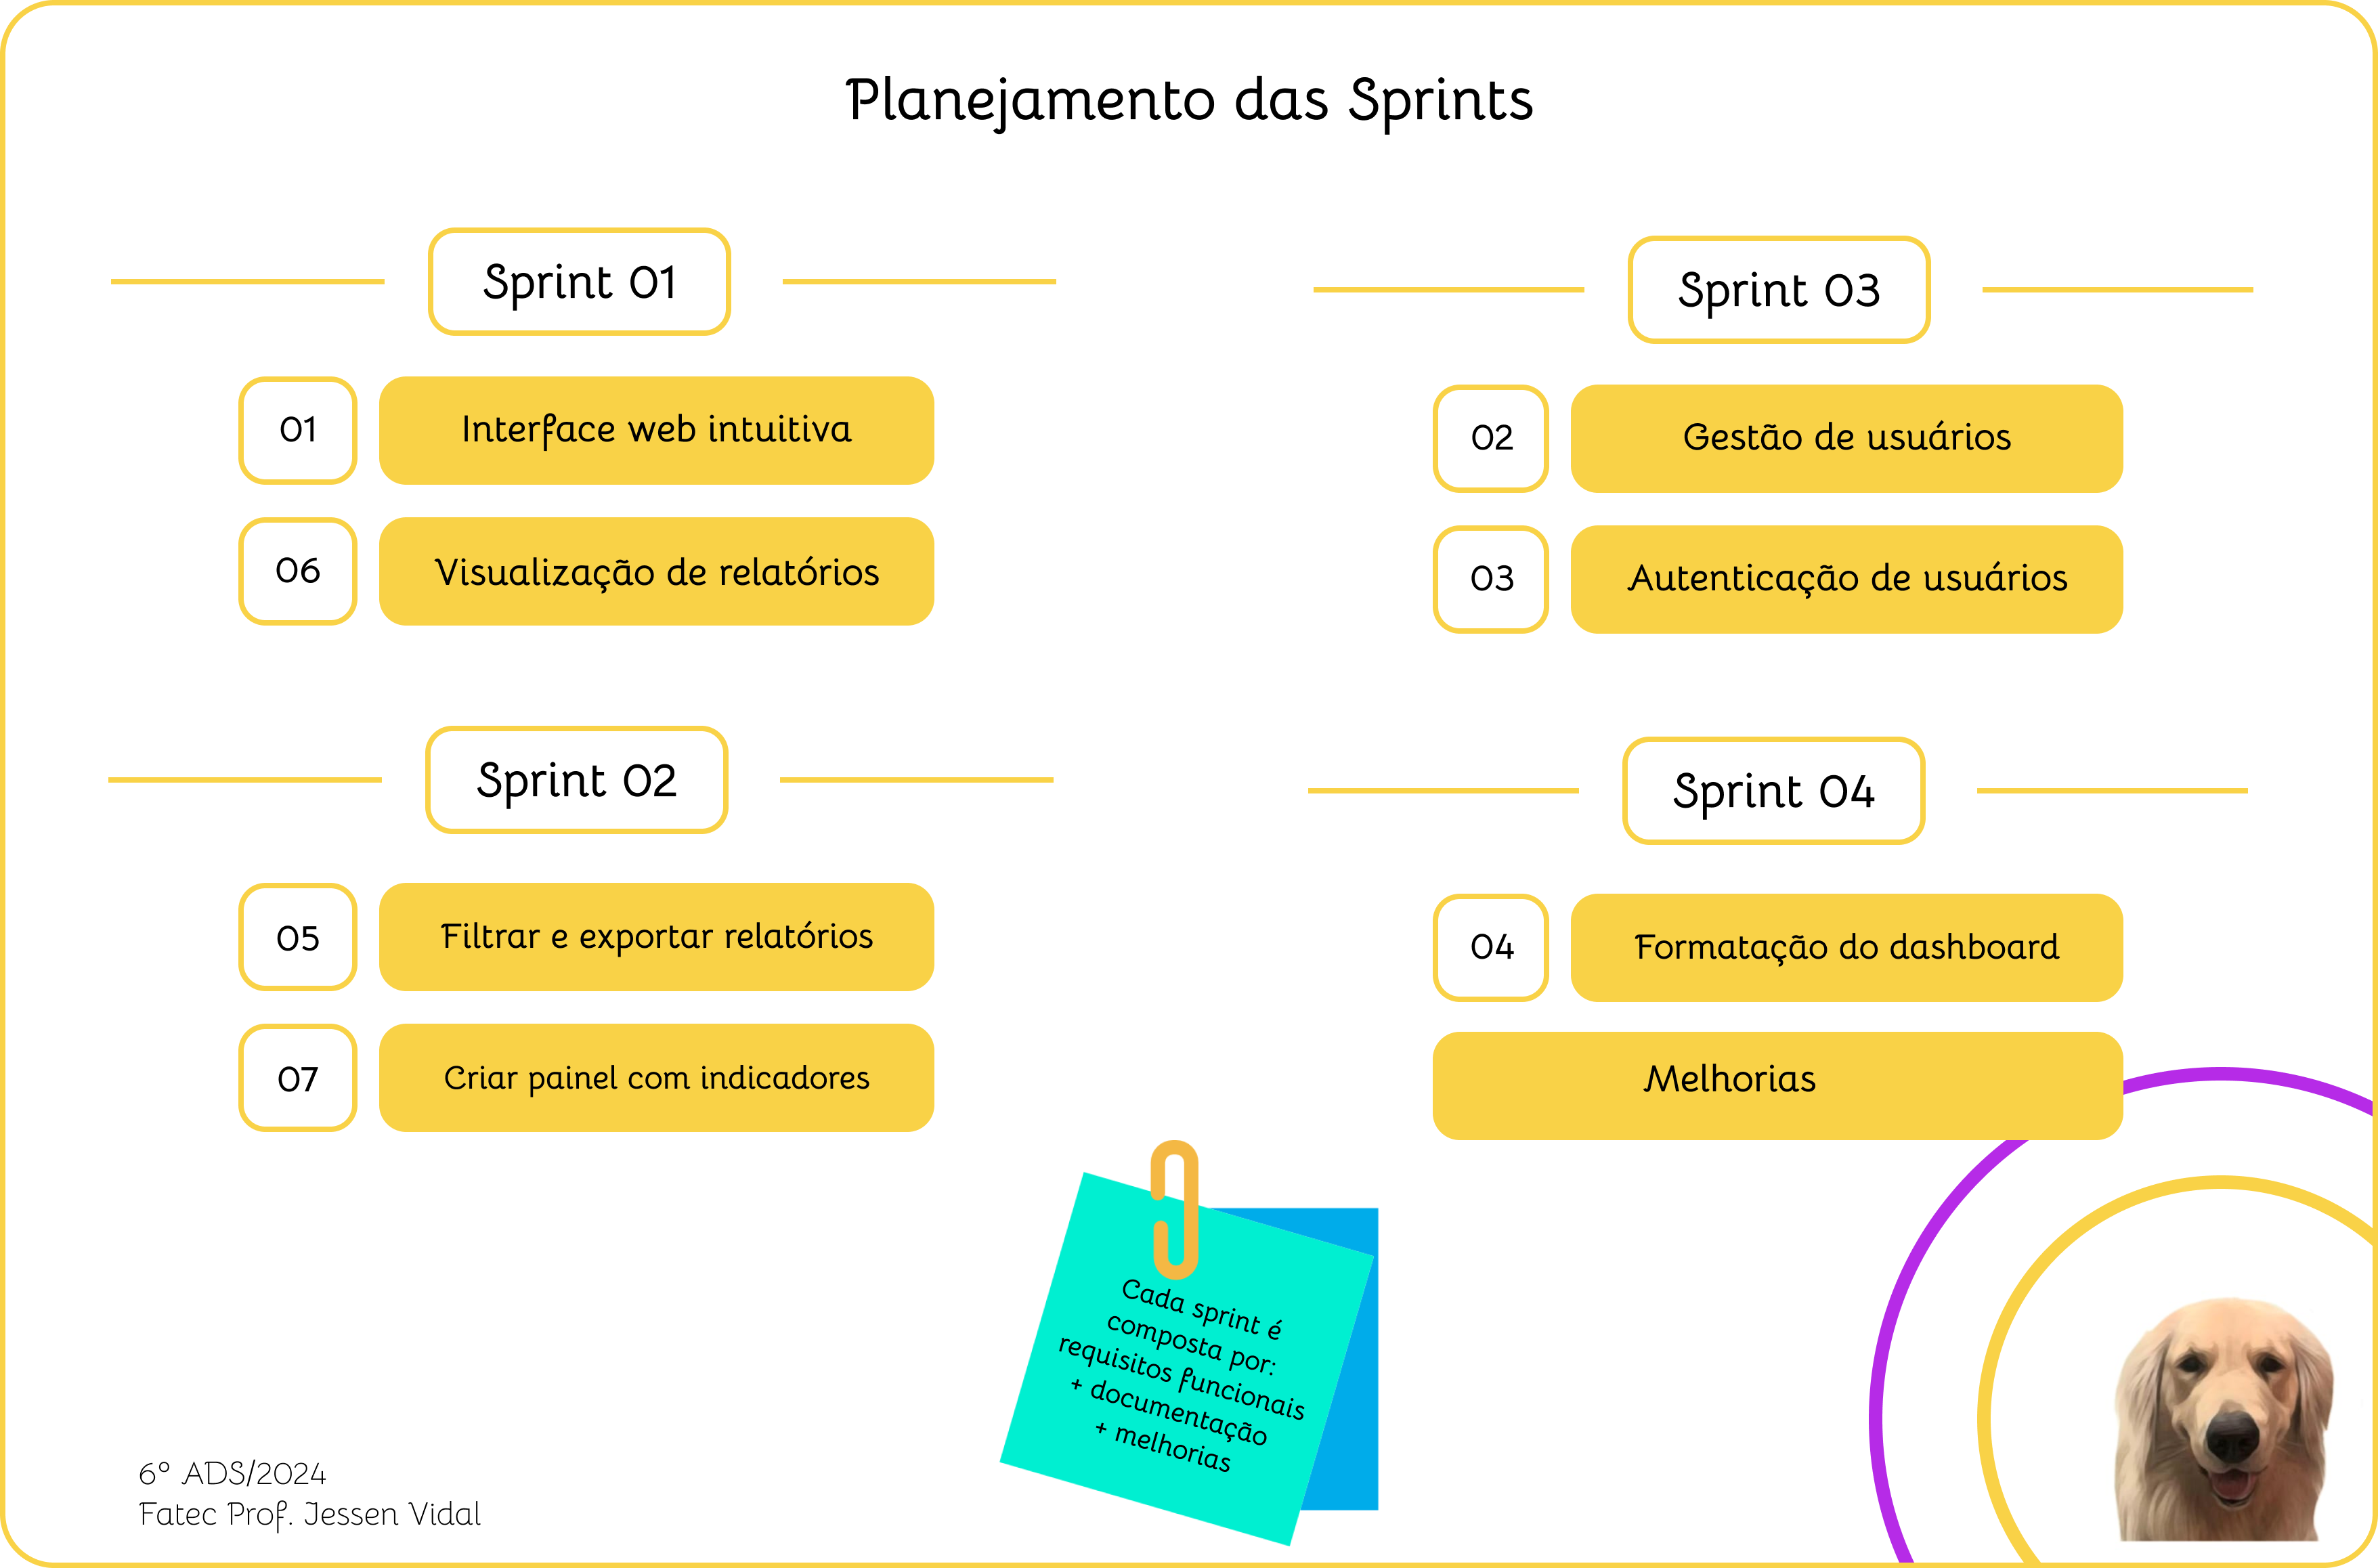 Planejamento das Sprints
Sprint 01
01
Interface web intuitiva
06
Visualização de relatórios
Sprint 02
05
Filtrar e exportar relatórios
07
Criar painel com indicadores
Sprint 03
02
Gestão de usuários
03
Autenticação de usuários
Sprint 04
04
Formatação do dashboard
Melhorias
Cada sprint é
composta por:
requisitos funcionais
+ documentação
+ melhorias
6º ADS/2024
Fatec Prof. Jessen Vidal